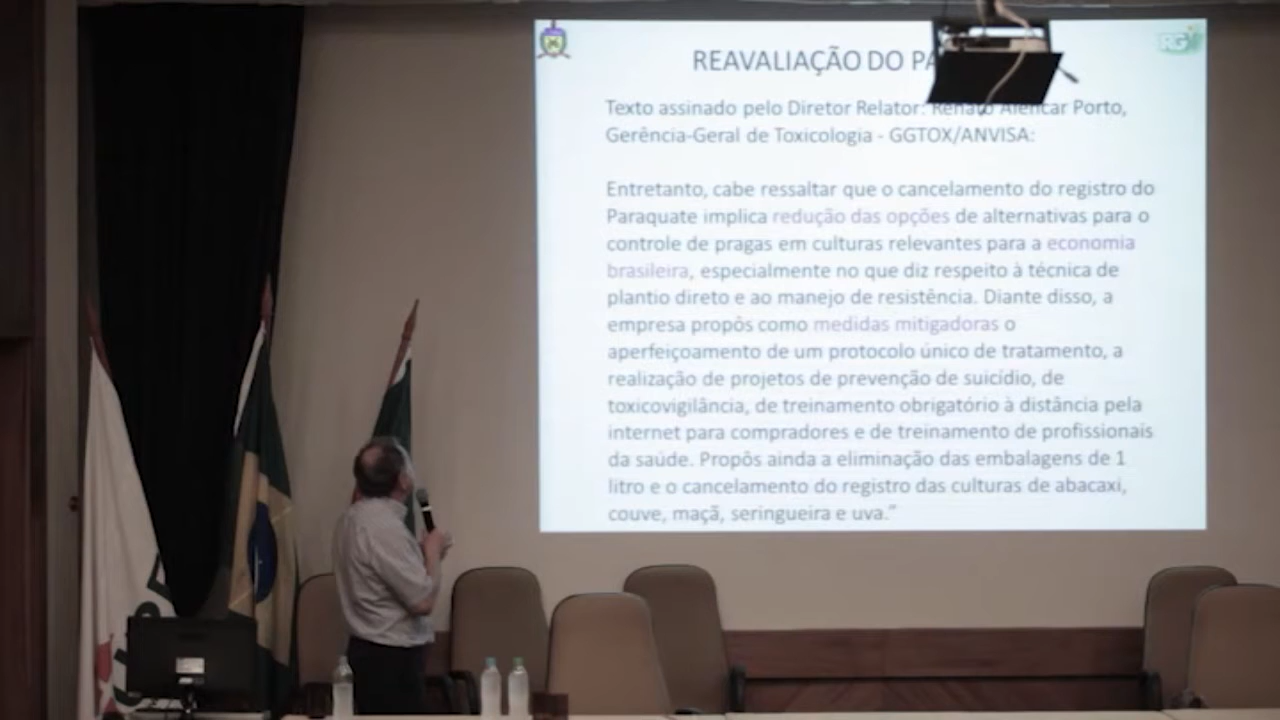 REAVALIAÇÃO DO
RG
Texto assinado pelo Diretor Relator: Renato Alencar Porto,
Gerência-Geral de Toxicologia - GGTOX/ANVISA:
Entretanto, cabe ressaltar que o cancelamento do registro do
Paraquate implica redução das opções de alternativas para o
controle de pragas em culturas relevantes para a economia
brasileira, especialmente no que diz respeito à técnica de
plantio direto e ao manejo de resistência. Diante disso, a
empresa propôs como medidas mitigadoras o
aperfeiçoamento de um protocolo único de tratamento, a
realização de projetos de prevenção de suicídio, de
toxicovigilância, de treinamento obrigatório à distância pela
internet para compradores e de treinamento de profissionais
da saúde. Propôs ainda a eliminação das embalagens de 1
litro e o cancelamento do registro das culturas de abacaxi,
couve, maçã, seringueira e uva.”